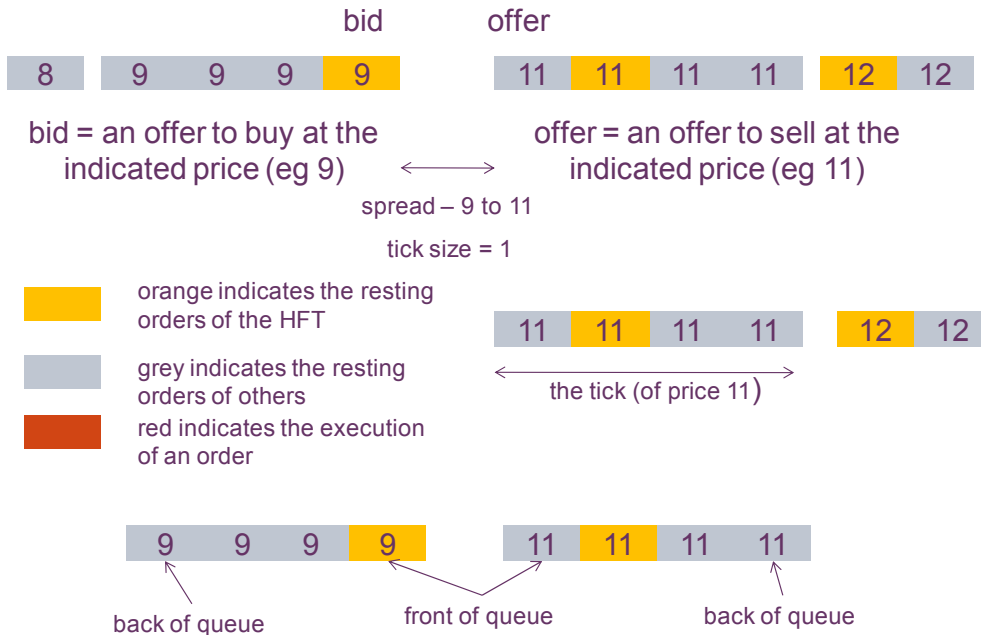 bid offer
8 9 9 9 9 11 11 11 11 12 12
bid = an offer to buy at the
indicated price (eg 9)
offer = an offer to sell at the
indicated price (eg 11)
spread – 9 to 11
tick size = 1
orange indicates the resting
orders of the HFT
grey indicates the resting
orders of others
red indicates the execution
of an order
11 11 11 11 12 12
the tick (of price 11)
9 9 9 9 11 11 11 11
back of queue front of queue back of queue